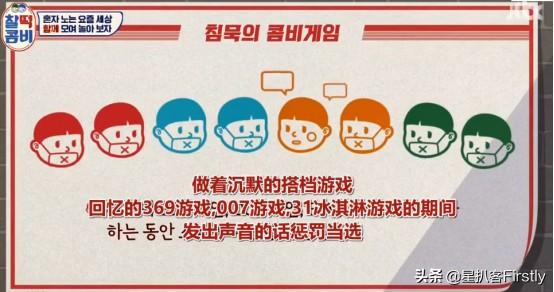 찰떡
콤비
혼자 노는 요즘 세상
함께 모여 놀아 보자
jtbc
침묵의 콤비게임
做着沉默的搭档游戏
回忆的369游戏,007游戏,31冰淇淋游戏的期间
하는 동안
发出声音的话惩罚当选
头条 @星扒客Firstly